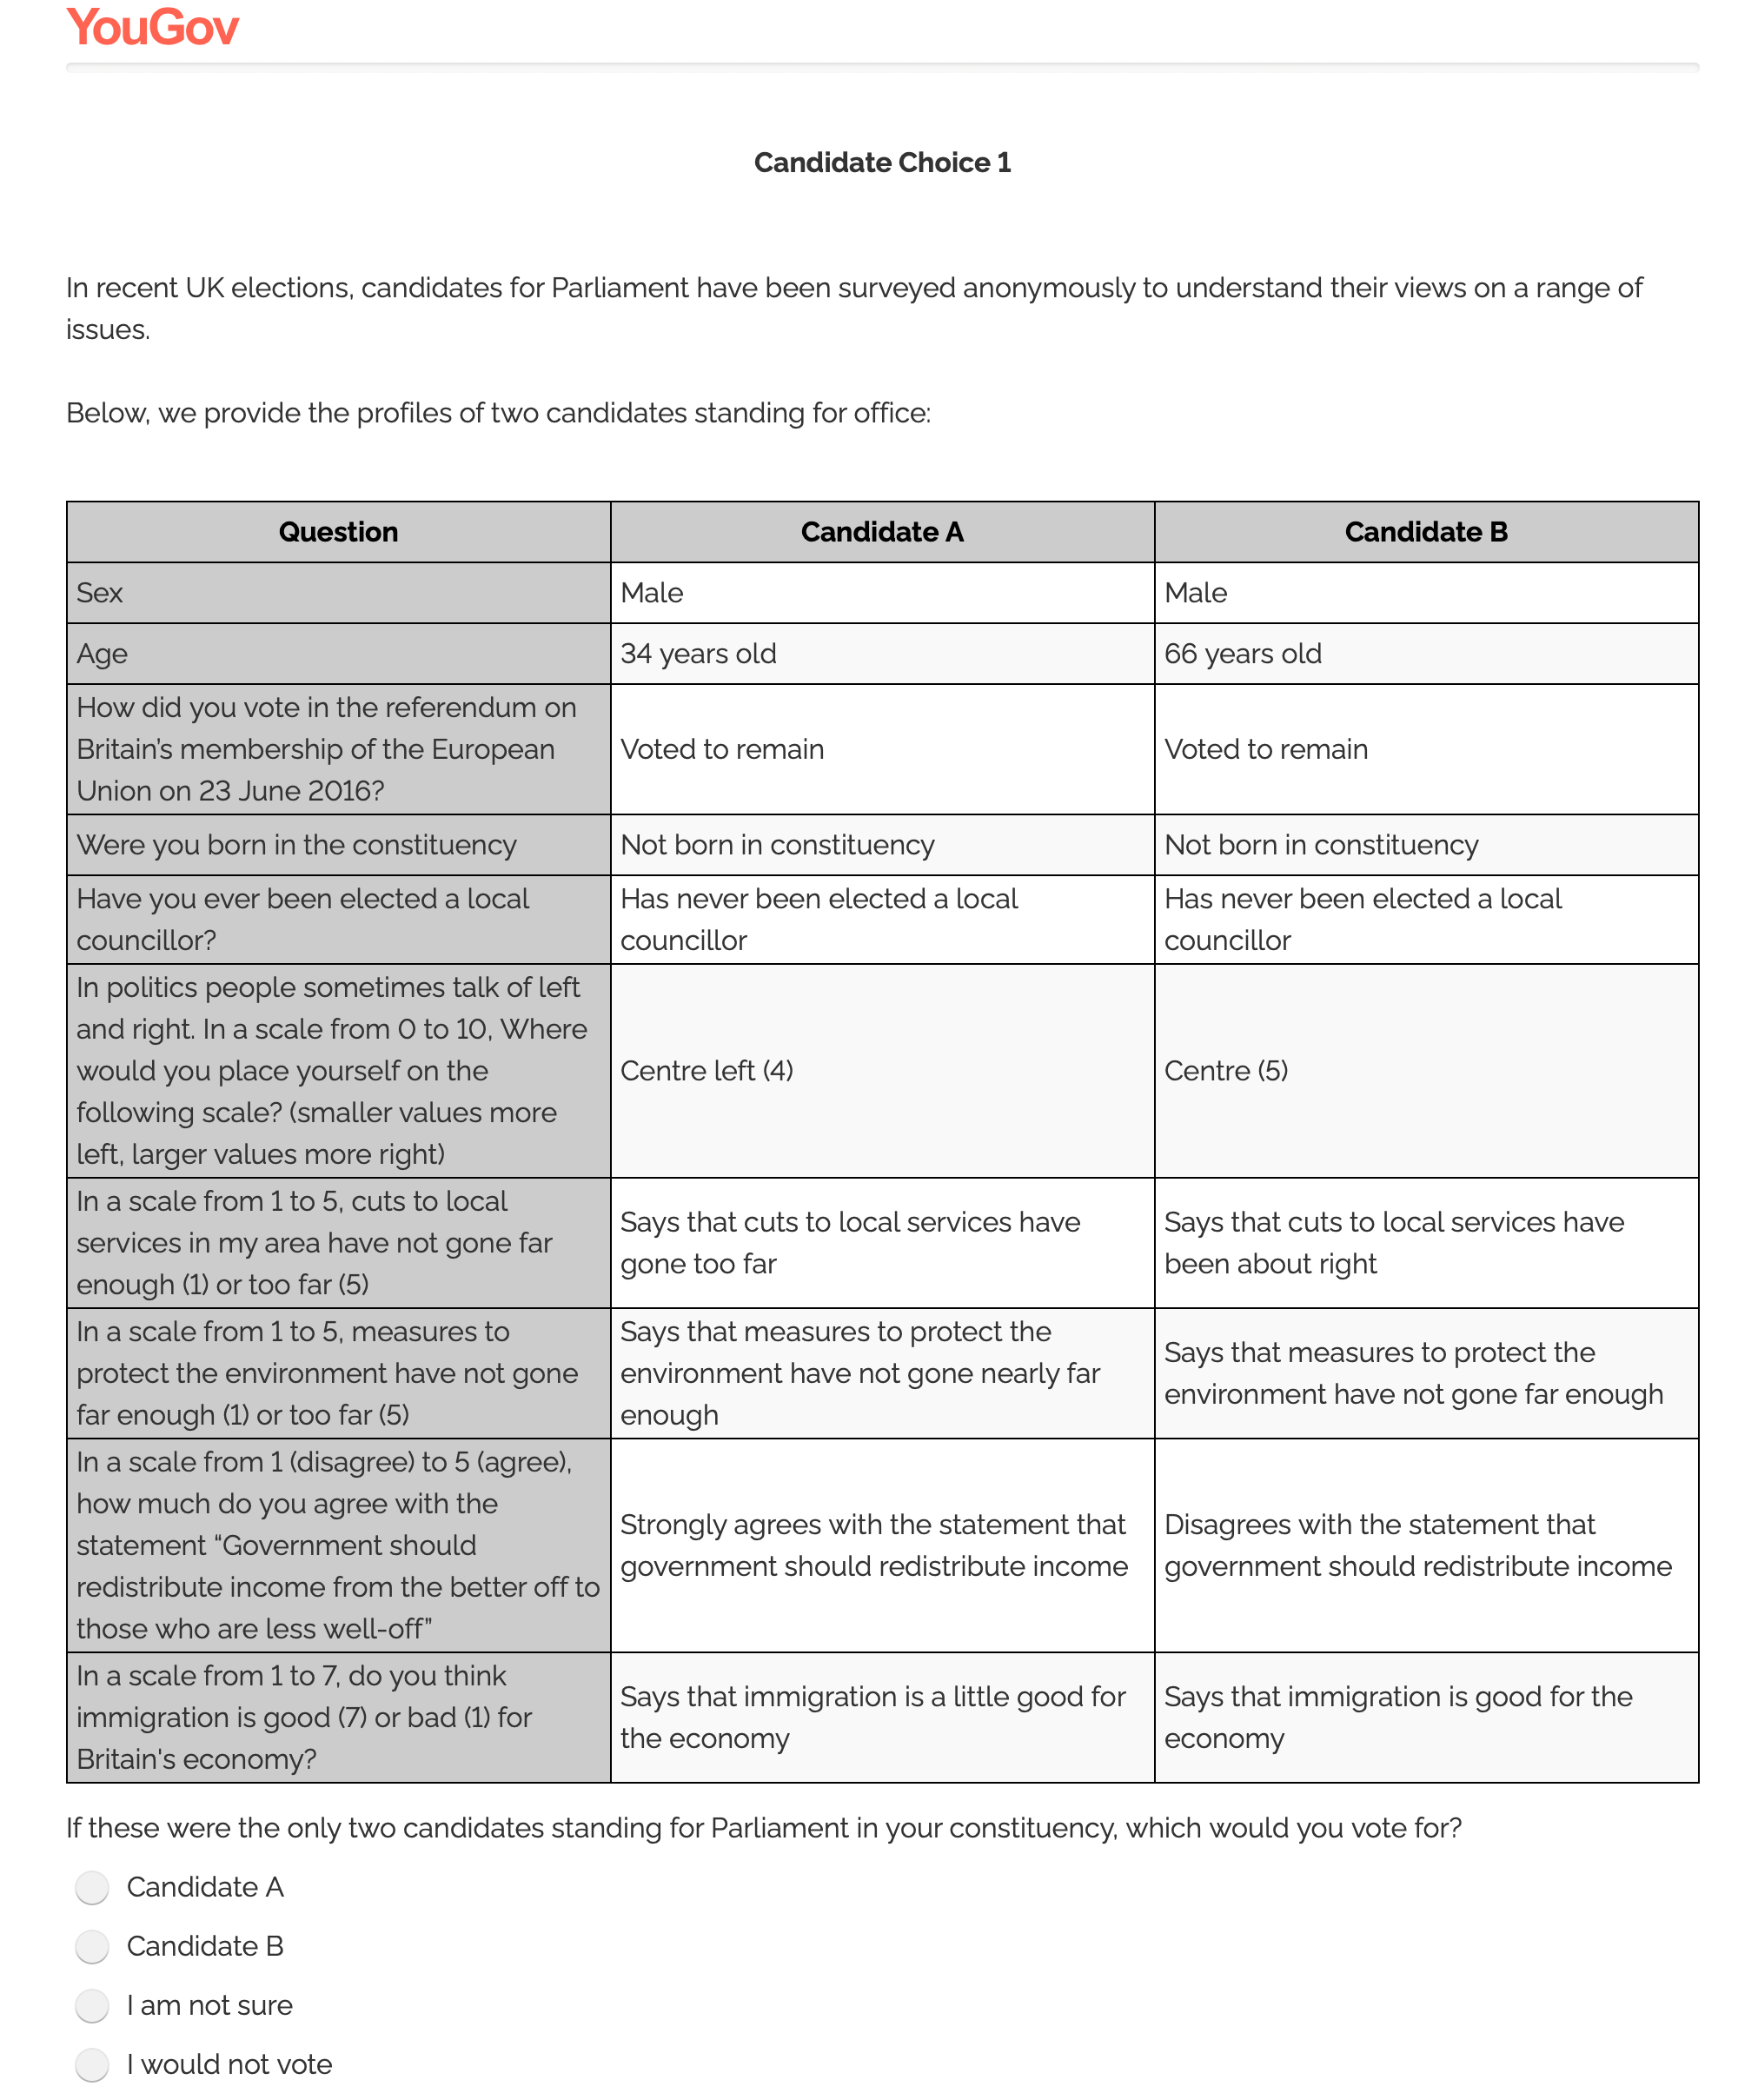 YouGov
Candidate Choice 1
In recent UK elections, candidates for Parliament have been surveyed anonymously to understand their views on a range of
issues.
Below, we provide the profiles of two candidates standing for office:
Question
Candidate A
Candidate B
Sex
Male
Male
Age
34 years old
66 years old
How did you vote in the referendum on
Britain's membership of the European
Union on 23 June 2016?
Voted to remain
Voted to remain
Were you born in the constituency
Not born in constituency
Not born in constituency
Have you ever been elected a local
councillor?
Has never been elected a local
councillor
Has never been elected a local
councillor
In politics people sometimes talk of left
and right. In a scale from 0 to 10, Where
would you place yourself on the
following scale? (smaller values more
left, larger values more right)
Centre left (4)
Centre (5)
In a scale from 1 to 5, cuts to local
services in my area have not gone far
enough (1) or too far (5)
Says that cuts to local services have
gone too far
Says that cuts to local services have
been about right
In a scale from 1 to 5, measures to
protect the environment have not gone
far enough (1) or too far (5)
Says that measures to protect the
environment have not gone nearly far
enough
Says that measures to protect the
environment have not gone far enough
In a scale from 1 (disagree) to 5 (agree),
how much do you agree with the
statement “Government should
redistribute income from the better off to
those who are less well-off”
Strongly agrees with the statement that
government should redistribute income
Disagrees with the statement that
government should redistribute income
In a scale from 1 to 7, do you think
immigration is good (7) or bad (1) for
Britain's economy?
Says that immigration is a little good for
the economy
Says that immigration is good for the
economy
If these were the only two candidates standing for Parliament in your constituency, which would you vote for?
Candidate A
Candidate B
I am not sure
I would not vote